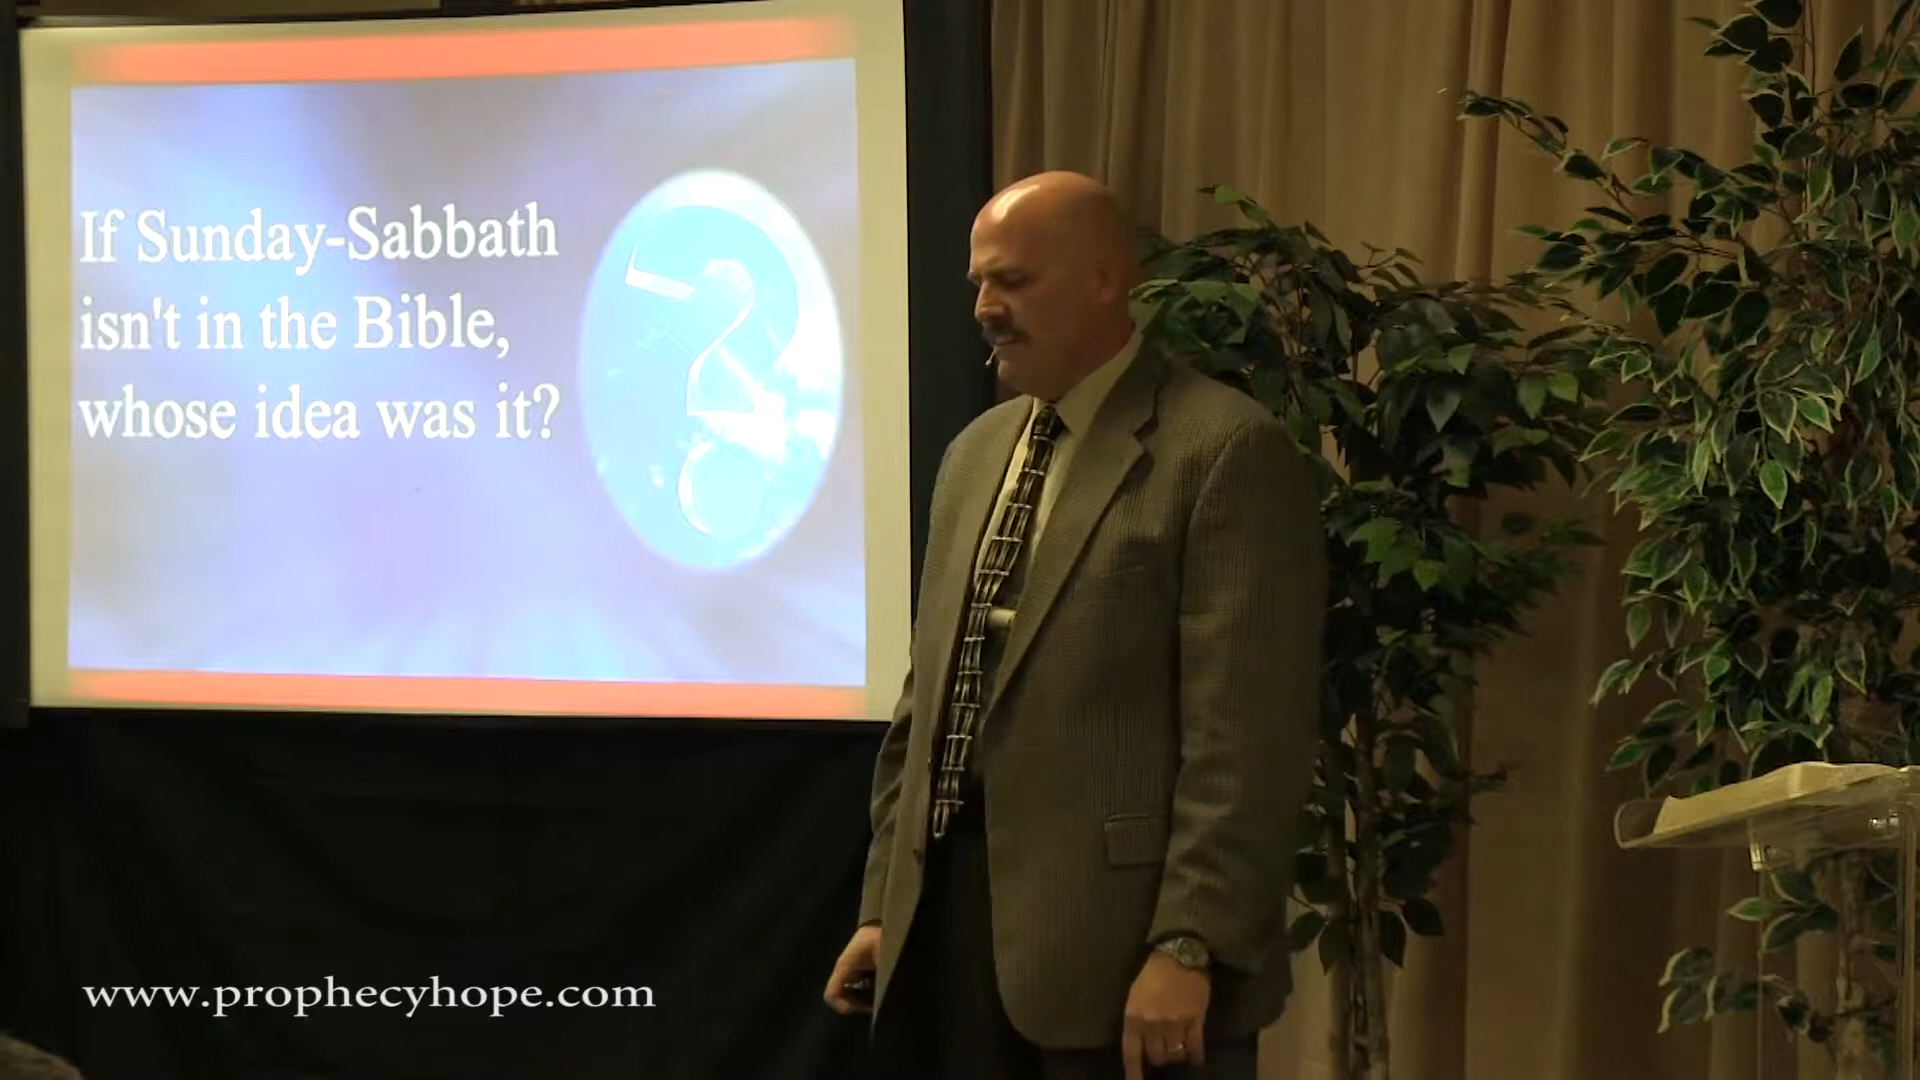 If Sunday-Sabbath
isn't in the Bible,
whose idea was it?
www.prophecyhope.com